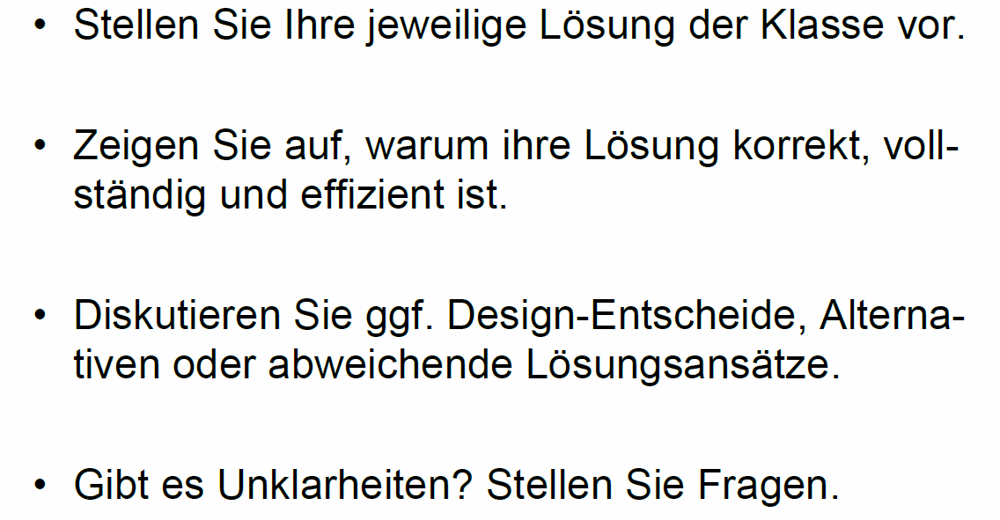 • Stellen Sie Ihre jeweilige Lösung der Klasse vor.
• Zeigen Sie auf, warum ihre Lösung korrekt, voll-
ständig und effizient ist.
• Diskutieren Sie ggf. Design-Entscheide, Alterna-
tiven oder abweichende Lösungsansätze.
• Gibt es Unklarheiten? Stellen Sie Fragen.